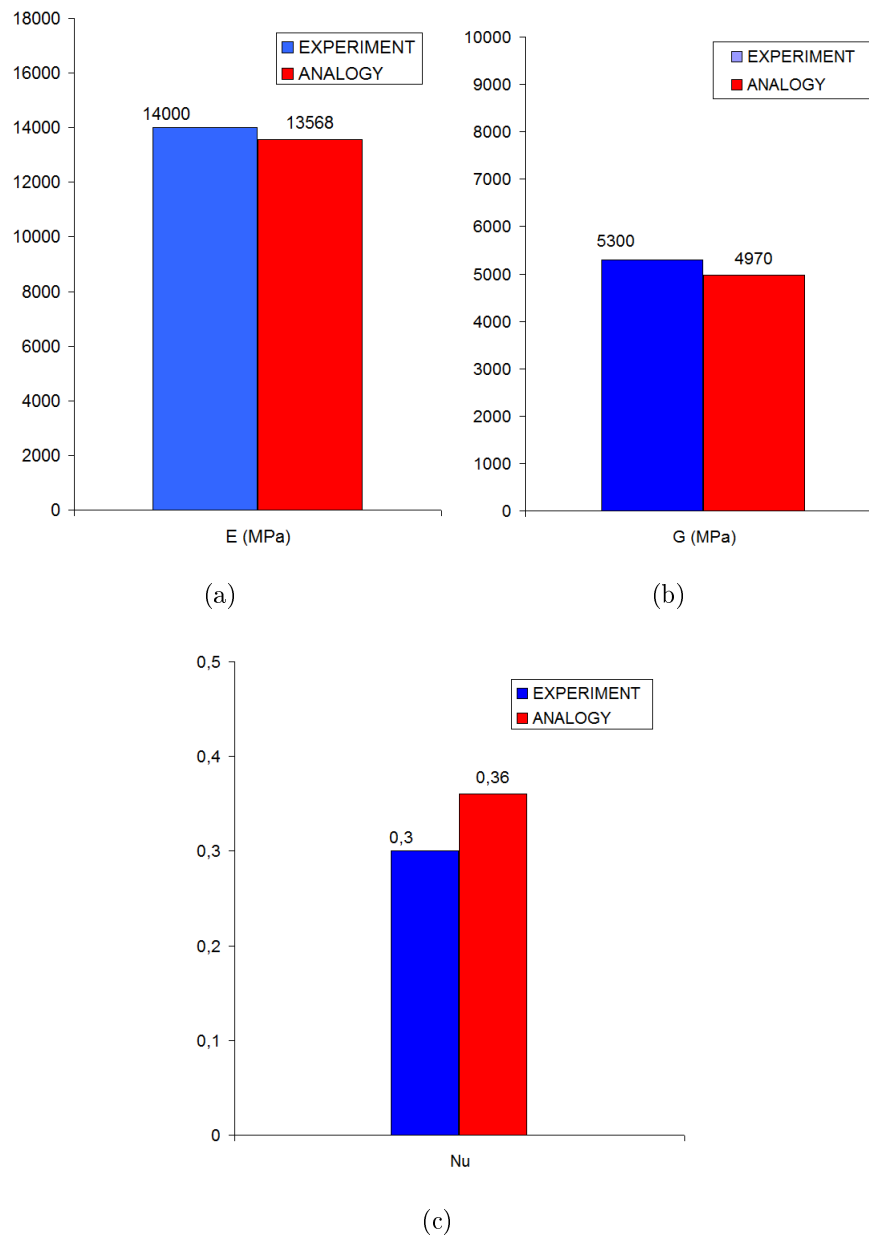 18000
16000
14000
12000
10000
8000
6000
4000
2000
0
EXPERIMENT
ANALOGY
14000
13568
E (MPa)
(a)
10000
9000
8000
7000
6000
5000
4000
3000
2000
1000
0
EXPERIMENT
ANALOGY
5300
4970
G (MPa)
(b)
0,5
0,4
0,3
0,2
0,1
0
EXPERIMENT
ANALOGY
0,3
0,36
Nu
(c)